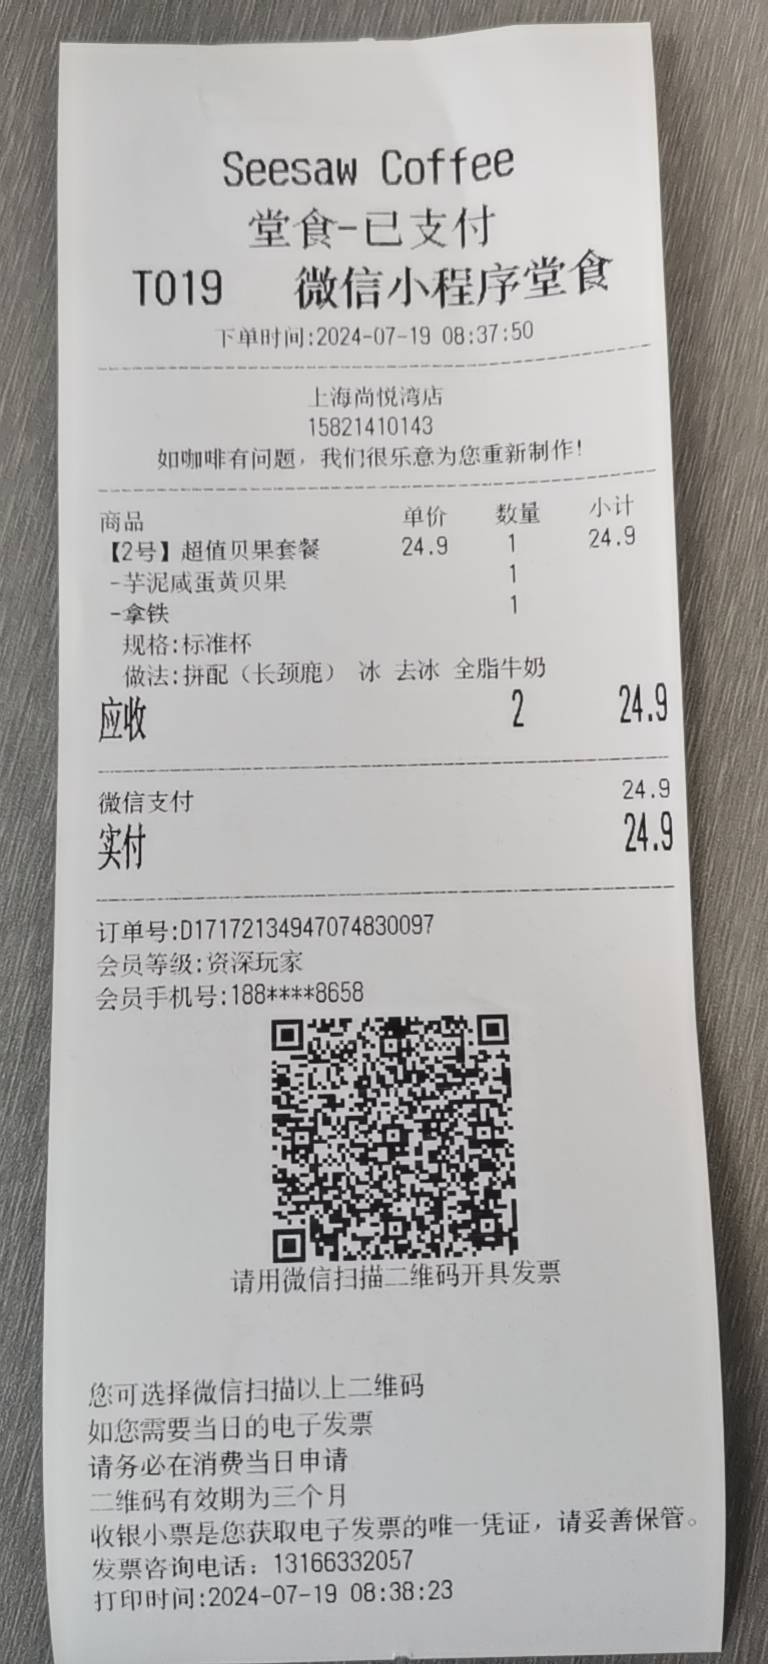 Seesaw Coffee
堂食-已支付
T019 微信小程序堂食
下单时间:2024-07-19 08:37:50
上海尚悦湾店
15821410143
如咖啡有问题，我们很乐意为您重新制作!
商品 单价 数量 小计
【2号】超值贝果套餐 24.9 1 24.9
-芋泥咸蛋黄贝果 1
-拿铁 1
规格:标准杯
做法:拼配（长颈鹿） 冰 去冰 全脂牛奶
应收 2 24.9
微信支付 24.9
实付 24.9
订单号:D17172134947074830097
会员等级:资深玩家
会员手机号:188****8658
请用微信扫描二维码开具发票
您可选择微信扫描以上二维码
如您需要当日的电子发票
请务必在消费当日申请
二维码有效期为三个月
收银小票是您获取电子发票的唯一凭证，请妥善保管。
发票咨询电话：13166332057
打印时间:2024-07-19 08:38:23